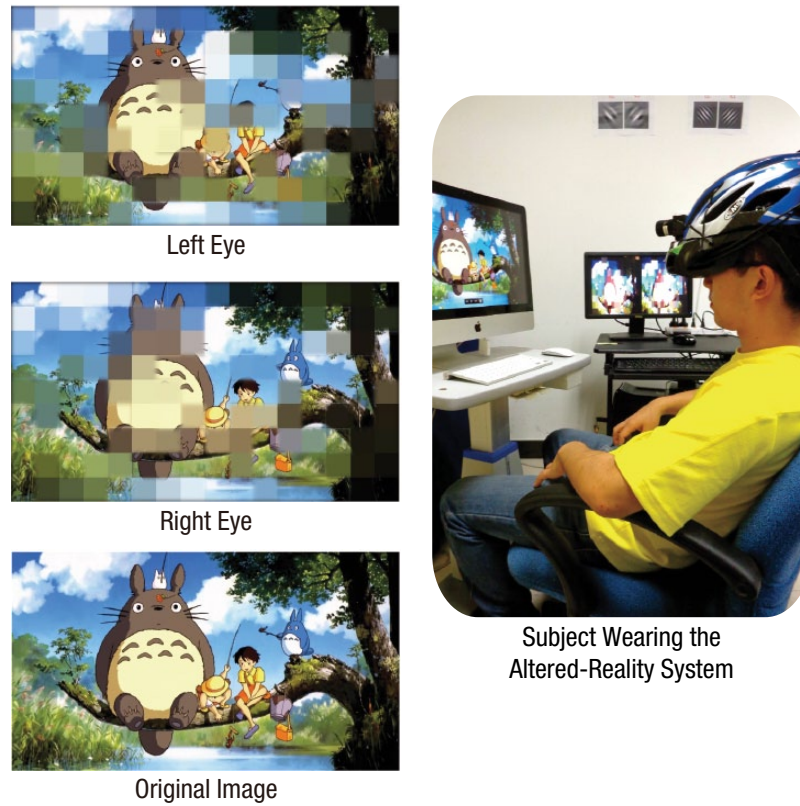 Left Eye
Right Eye
Original Image
Subject Wearing the
Altered-Reality System